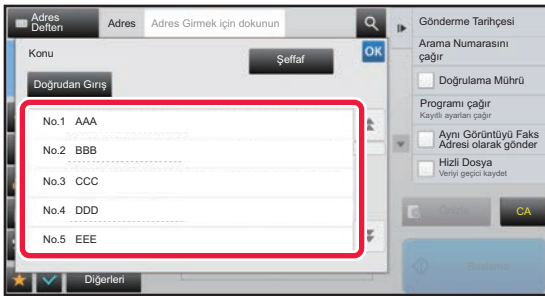 Adres
Defteri
Adres
Adres Girmek için dokunun
Konu
Şeffaf
OK
Doğrudan Giriş
No.1 AAA
No.2 BBB
No.3 CCC
No.4 DDD
No.5 EEE
Diğerleri
Gönderme Tarihçesi
Arama Numarasını
çağır
Doğrulama Mührü
Programı çağır
Kayıtlı ayarları çağır
Aynı Görüntüyü Faks
Adresi olarak gönder
Hizli Dosya
Veriyi geçici kaydet
Önizle
CA